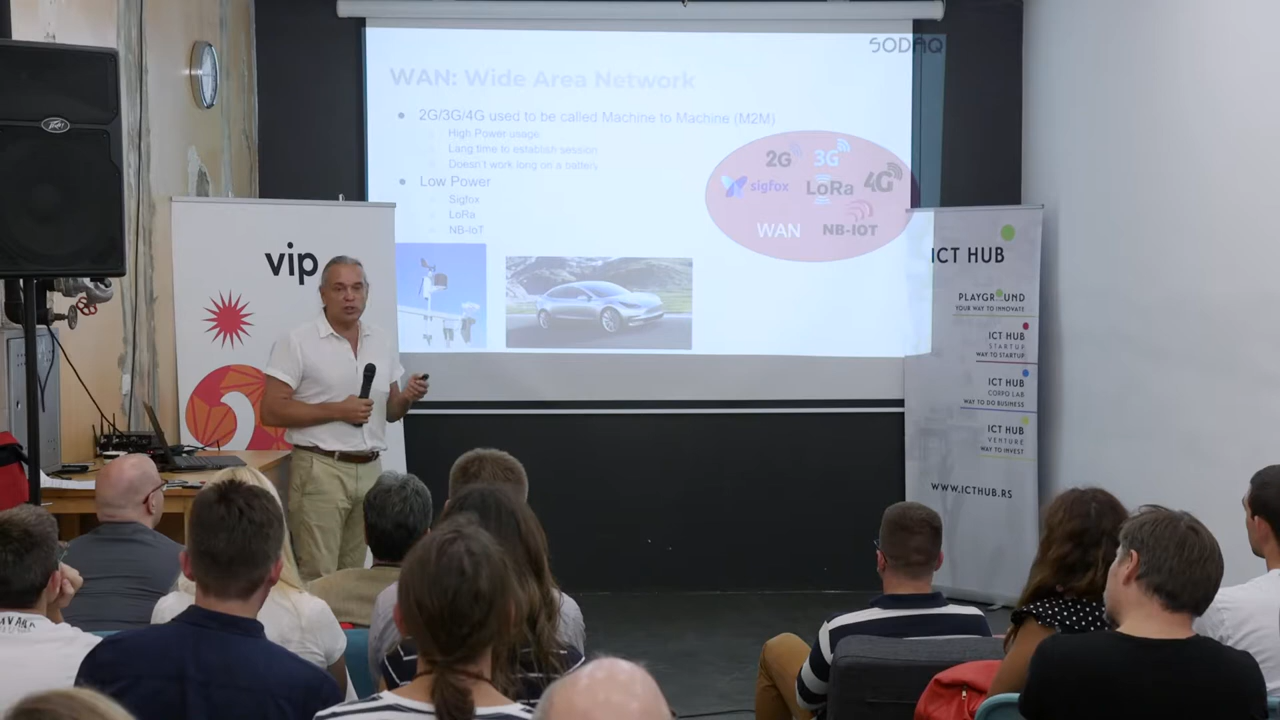 SODAQ
WAN: Wide Area Network
2G/3G/4G used to be called Machine to Machine (M2M)
High Power usage
Lang time to establish session
Doesn't work long on a battery
Low Power
Sigfox
LoRa
NB-IoT
2G 3G 4G
sigfox LoRa
WAN NB-IOT
vip
ICT HUB
PLAYGROUND
YOUR WAY TO INNOVATE
ICT HUB
STARTUP
WAY TO STARTUP
ICT HUB
CORPO LAB
WAY TO DO BUSINESS
ICT HUB
VENTURE
WAY TO INVEST
WWW.ICTHUB.RS